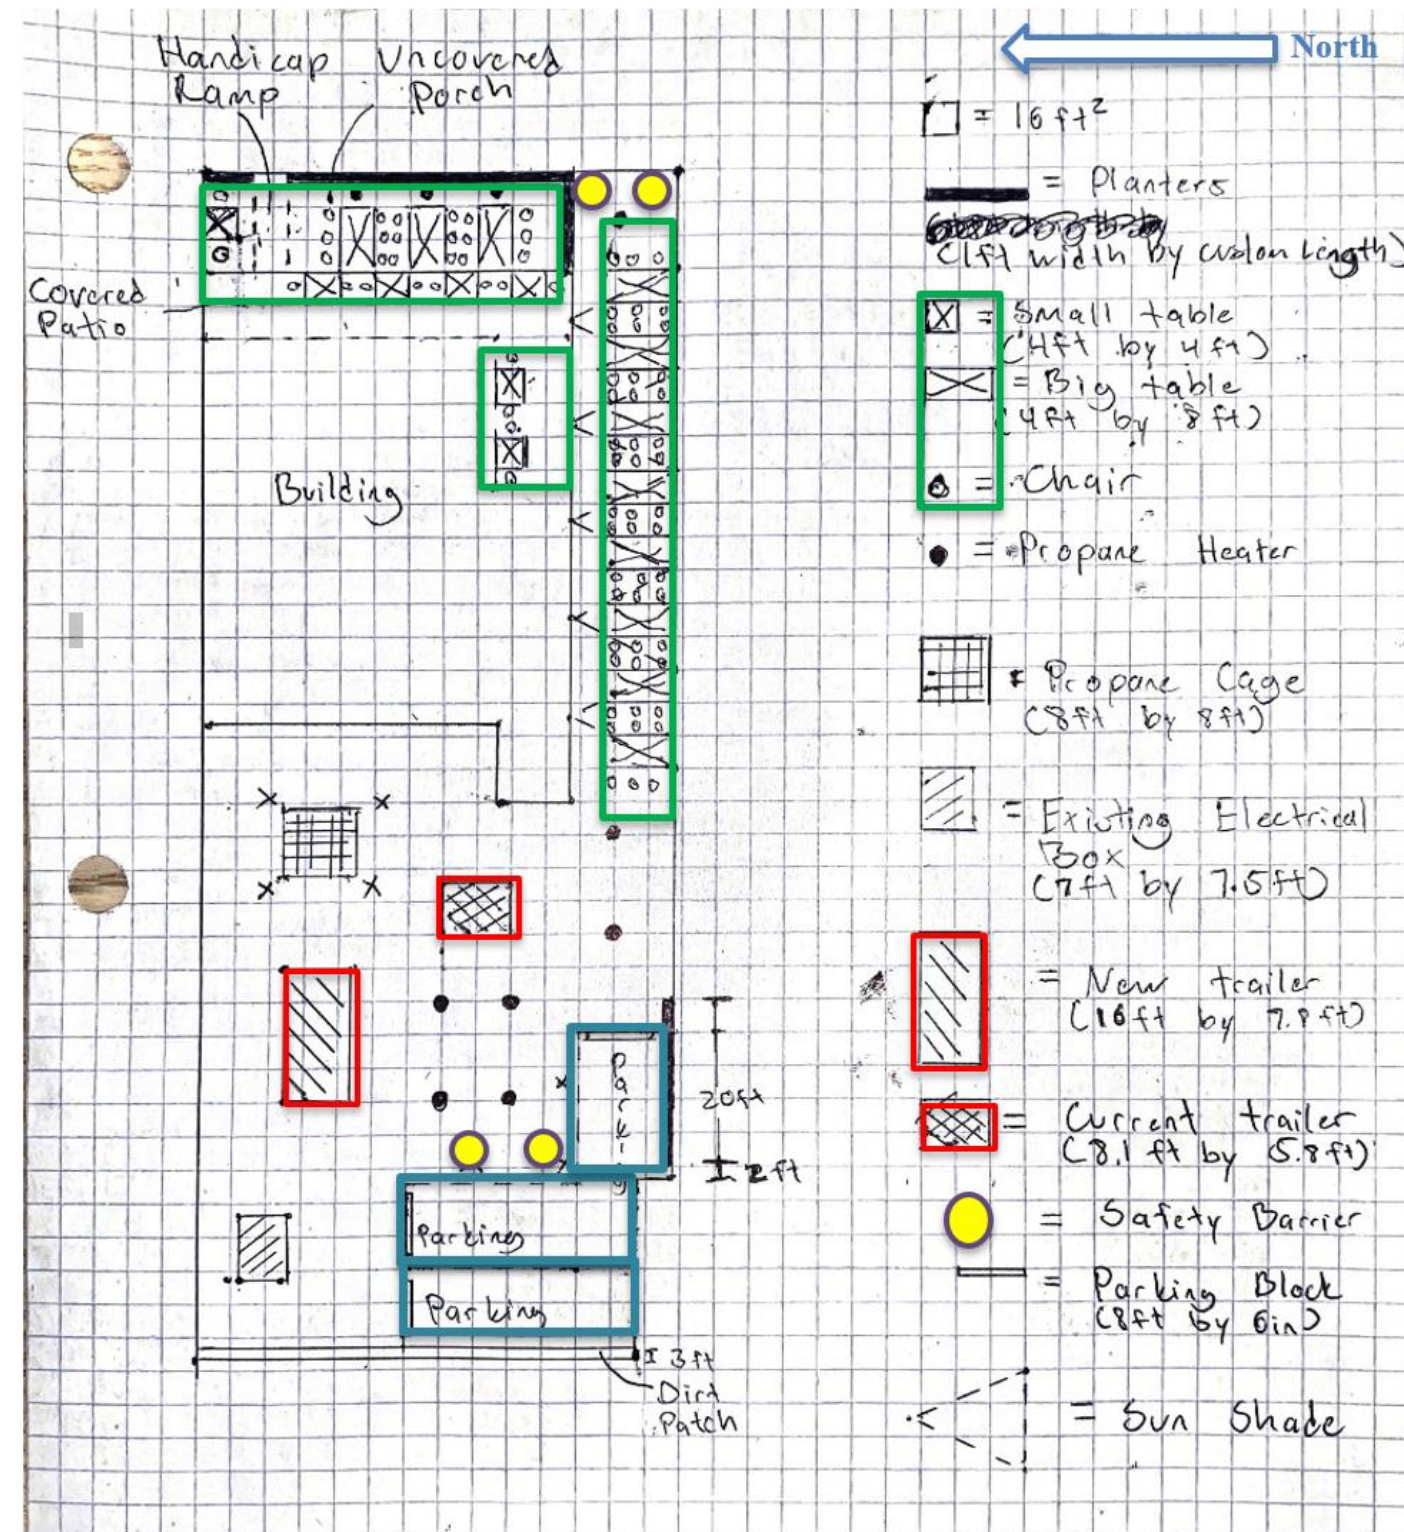 North
Handicap Ramp
Uncovered Porch
Covered Patio
Building
Parking
Parking
Parking
20ft
2ft
3ft
Dirt Patch
= 16 ft²
= Planters
(1ft width by custom length)
= Small table
(4ft by 4ft)
= Big table
(4ft by 8ft)
= Chair
= Propane Heater
= Propane Cage
(8ft by 8ft)
= Existing Electrical
Box
(7ft by 7.5ft)
= New trailer
(16ft by 7.8ft)
= Current trailer
(8.1 ft by 5.8ft)
= Safety Barrier
= Parking Block
(8ft by 6in)
= Sun Shade